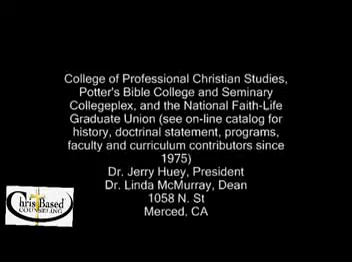 College of Professional Christian Studies,
Potter's Bible College and Seminary
Collegeplex, and the National Faith-Life
Graduate Union (see on-line catalog for
history, doctrinal statement, programs,
faculty and curriculum contributors since
1975)
Dr. Jerry Huey, President
Dr. Linda McMurray, Dean
1058 N. St
Merced, CA
Chris Based
COUNSELING